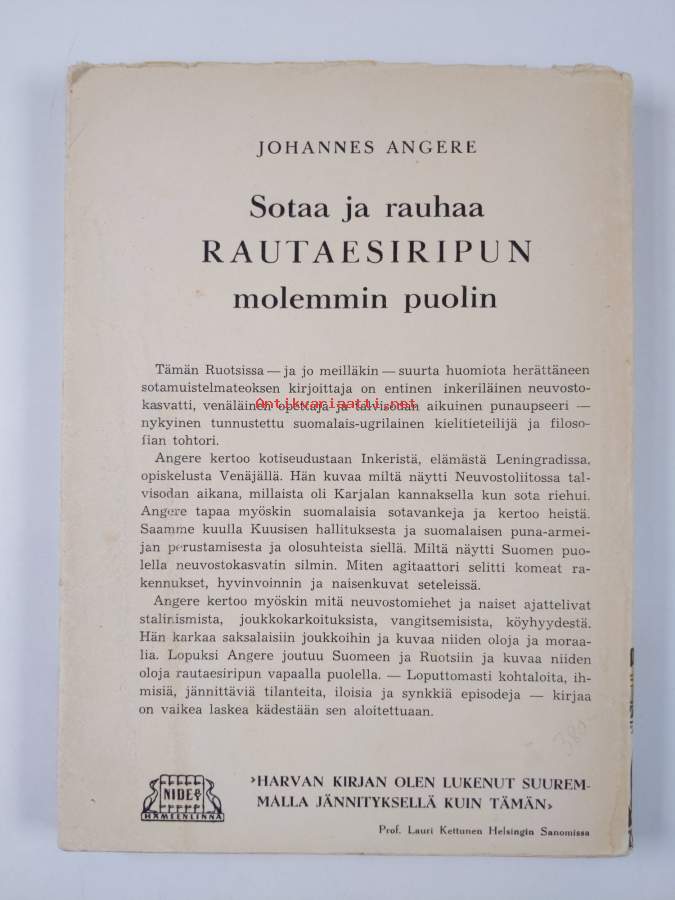 JOHANNES ANGERE
Sotaa ja rauhaa
RAUTAESIRIPUN
molemmin puolin
Tämän Ruotsissa — ja jo meilläkin — suurta huomiota herättäneen
sotamuistelmateoksen kirjoittaja on entinen inkeriläinen neuvosto-
kasvatti, venäläinen opettaja ja talvisodan aikuinen punaupseeri —
Antikvariaatti.net
nykyinen tunnustettu suomalais-ugrilainen kielitieteilijä ja filoso-
fian tohtori.
Angere kertoo kotiseudustaan Inkeristä, elämästä Leningradissa,
opiskelusta Venäjällä. Hän kuvaa miltä näytti Neuvostoliitossa tal-
visodan aikana, millaista oli Karjalan kannaksella kun sota riehui.
Angere tapaa myöskin suomalaisia sotavankeja ja kertoo heistä.
Saamme kuulla Kuusisen hallituksesta ja suomalaisen puna-armei-
jan perustamisesta ja olosuhteista siellä. Miltä näytti Suomen puo-
lella neuvostokasvatin silmin. Miten agitaattori selitti komeat ra-
kennukset, hyvinvoinnin ja naisenkuvat seteleissä.
Angere kertoo myöskin mitä neuvostomiehet ja naiset ajattelivat
stalinismista, joukkokarkoituksista, vangitsemisista, köyhyydestä.
Hän karkaa saksalaisiin joukkoihin ja kuvaa niiden oloja ja moraa-
lia. Lopuksi Angere joutuu Suomeen ja Ruotsiin ja kuvaa niiden
oloja rautaesiripun vapaalla puolella. — Loputtomasti kohtaloita, ih-
misiä, jännittäviä tilanteita, iloisia ja synkkiä episodeja — kirjaa
on vaikea laskea kädestään sen aloitettuaan.
›HARVAN KIRJAN OLEN LUKENUT SUUREM-
MALLA JÄNNITYKSELLÄ KUIN TÄMÄN›
Prof. Lauri Kettunen Helsingin Sanomissa
NIDE
HÄMEENLINNA